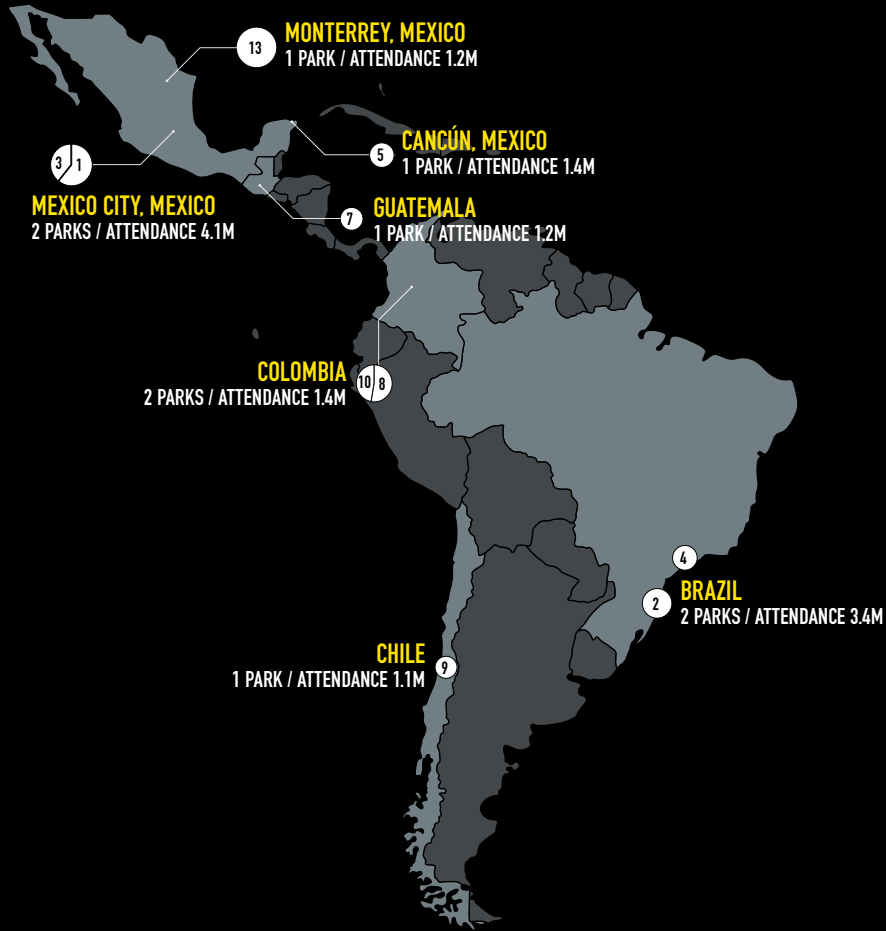 13
MONTERREY, MEXICO
1 PARK / ATTENDANCE 1.2M
5
CANCÚN, MEXICO
1 PARK / ATTENDANCE 1.4M
3 1
MEXICO CITY, MEXICO
2 PARKS / ATTENDANCE 4.1M
7
GUATEMALA
1 PARK / ATTENDANCE 1.2M
COLOMBIA
2 PARKS / ATTENDANCE 1.4M
10 8
4
2
BRAZIL
2 PARKS / ATTENDANCE 3.4M
CHILE
1 PARK / ATTENDANCE 1.1M
9